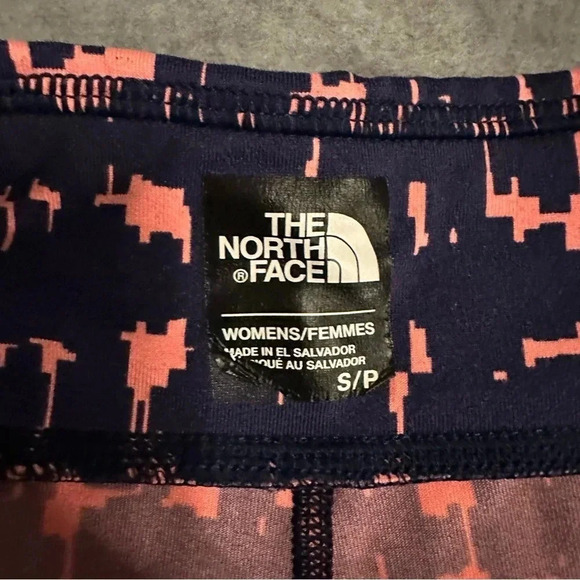 THE
NORTH
® FACE
WOMENS/FEMMES
MADE IN EL SALVADOR
AU SALVADOR
S/P